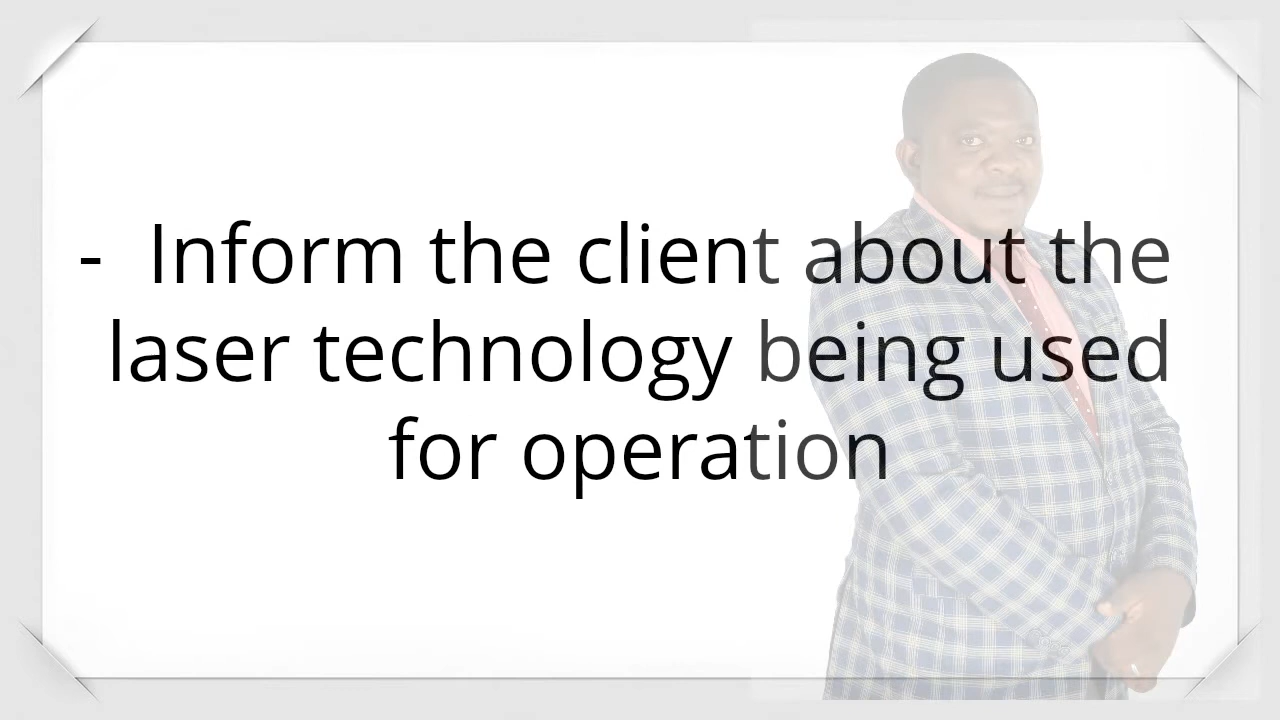 - Inform the client about the
laser technology being used
for operation